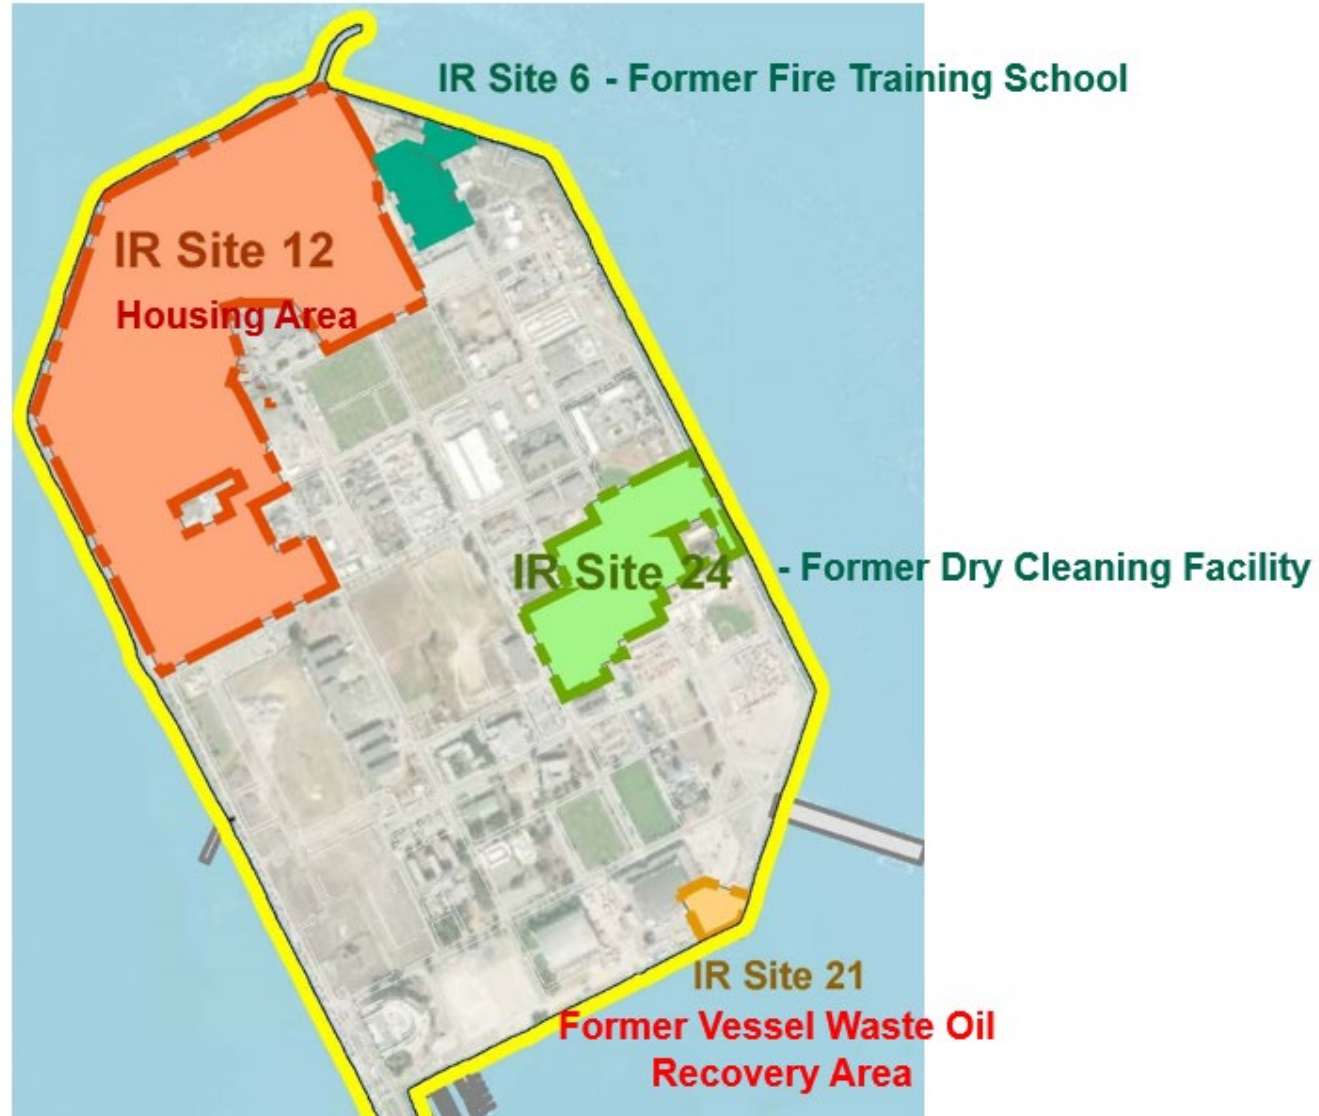 IR Site 6 - Former Fire Training School
IR Site 12
Housing Area
IR Site 24 - Former Dry Cleaning Facility
IR Site 21
Former Vessel Waste Oil
Recovery Area